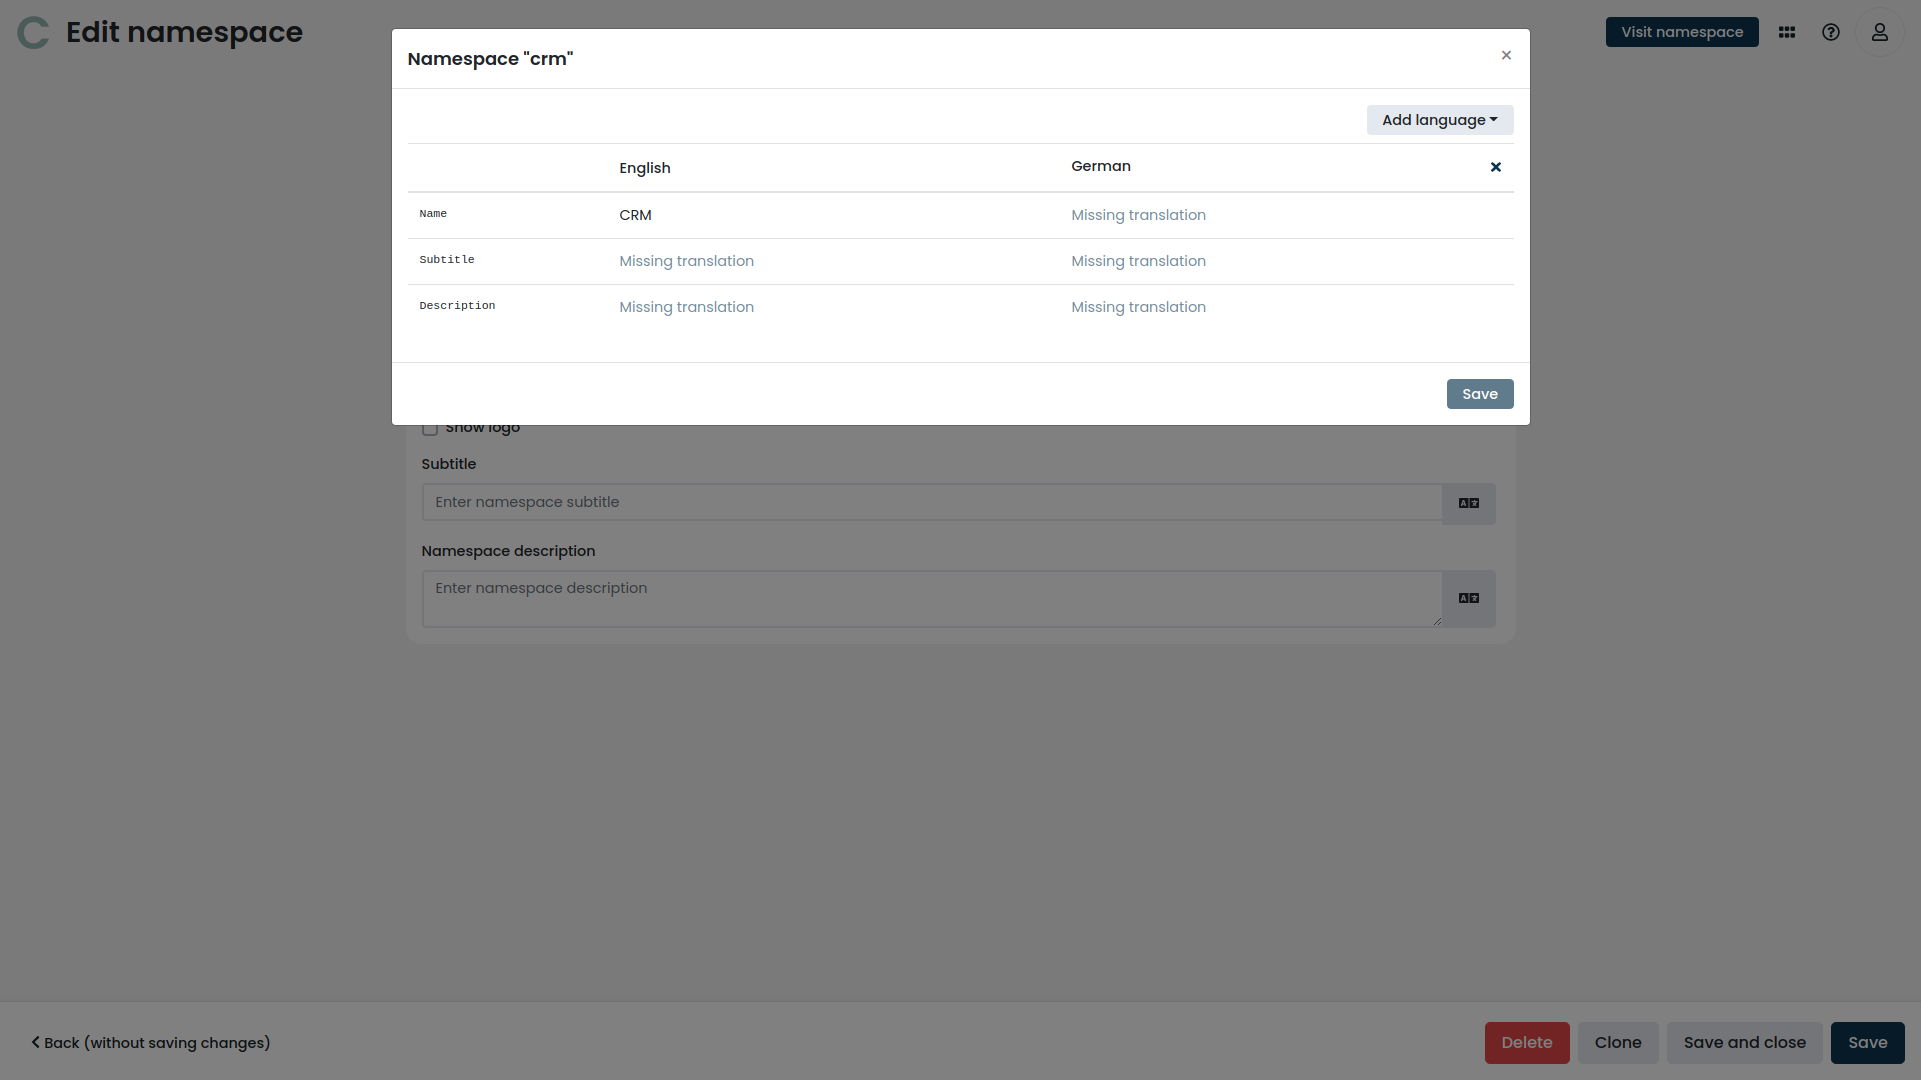 Edit namespace
Visit namespace
Namespace "crm"
×
Add language
English German
Name CRM Missing translation
Subtitle Missing translation Missing translation
Description Missing translation Missing translation
Save
Show logo
Subtitle
Enter namespace subtitle
Namespace description
Enter namespace description
Back (without saving changes)
Delete Clone Save and close Save